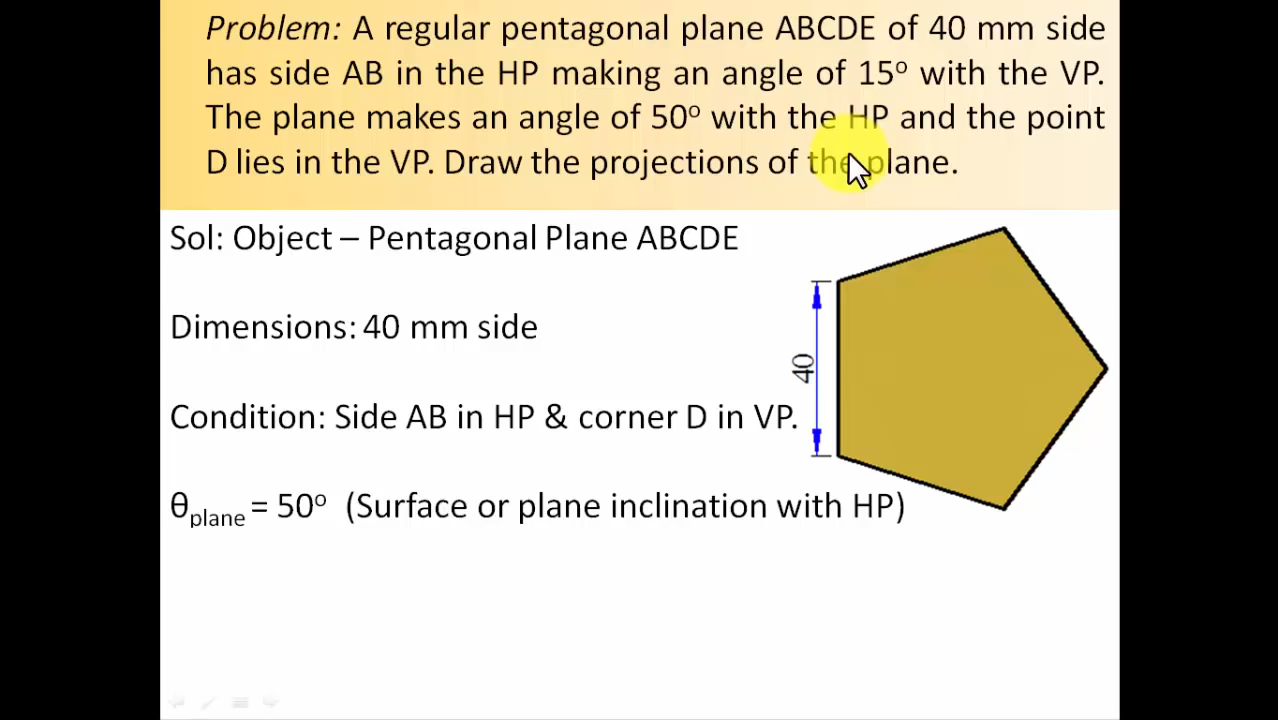 Problem: A regular pentagonal plane ABCDE of 40 mm side
has side AB in the HP making an angle of 15º with the VP.
The plane makes an angle of 50º with the HP and the point
D lies in the VP. Draw the projections of the plane.
Sol: Object – Pentagonal Plane ABCDE
Dimensions: 40 mm side
40
Condition: Side AB in HP & corner D in VP.
θplane = 50º (Surface or plane inclination with HP)